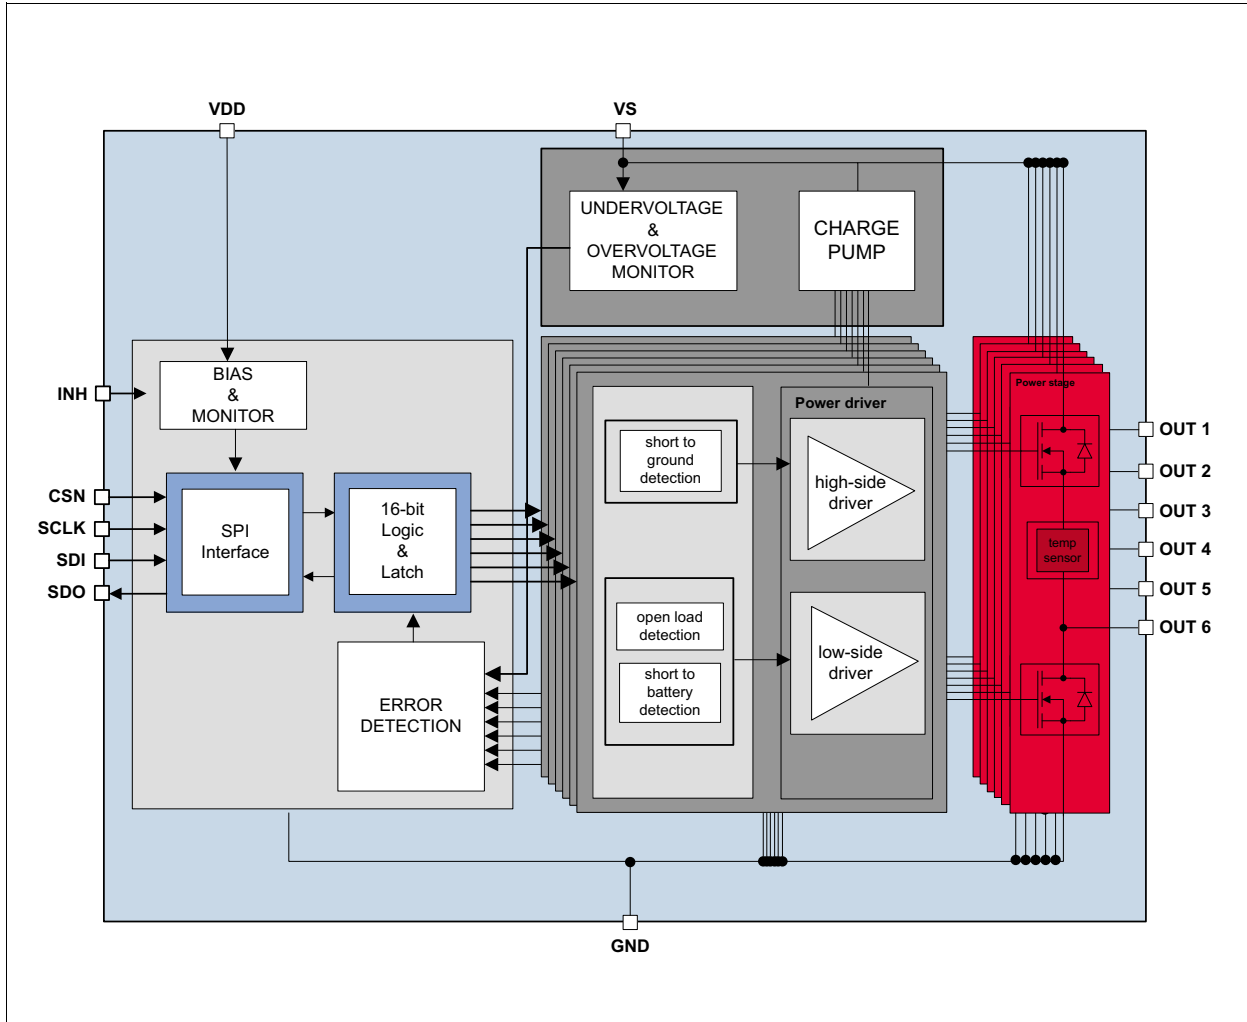 VDD
VS
UNDERVOLTAGE
&
OVERVOLTAGE
MONITOR
CHARGE
PUMP
INH
BIAS
&
MONITOR
CSN
SCLK
SDI
SDO
SPI
Interface
16-bit
Logic
&
Latch
ERROR
DETECTION
short to
ground
detection
open load
detection
short to
battery
detection
Power driver
high-side
driver
low-side
driver
Power stage
temp
sensor
OUT 1
OUT 2
OUT 3
OUT 4
OUT 5
OUT 6
GND